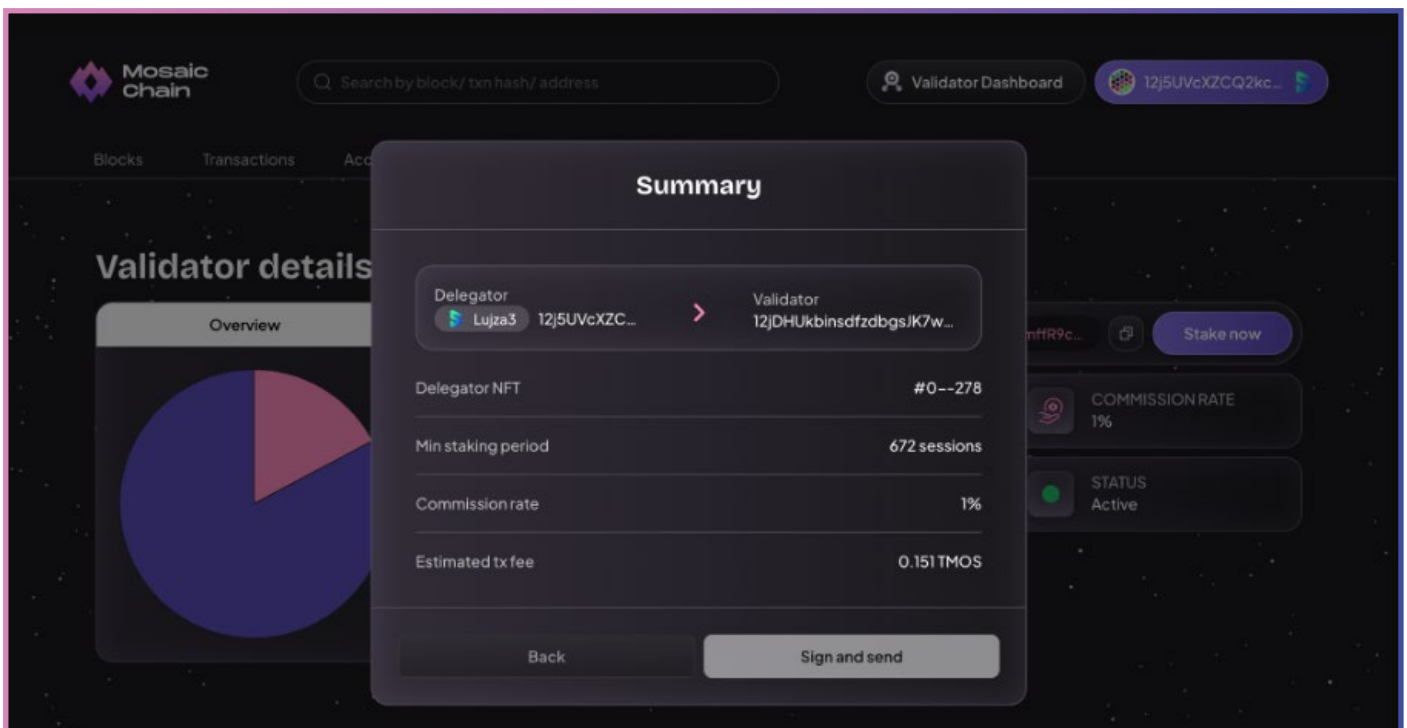 Mosaic
Chain
Search by block/ txn hash/ address
Validator Dashboard
12j5UVcXZCQ2kc...
Blocks
Transactions
Acc
Summary
Validator details
Delegator
Lujza3
12j5UVcXZC...
Validator
12jDHUkbinsdfzdbgsJK7w...
Overview
mffR9c...
Stake now
Delegator NFT
#0--278
COMMISSION RATE
1%
Min staking period
672 sessions
Commission rate
1%
STATUS
Active
Estimated tx fee
0.151 TMOS
Back
Sign and send